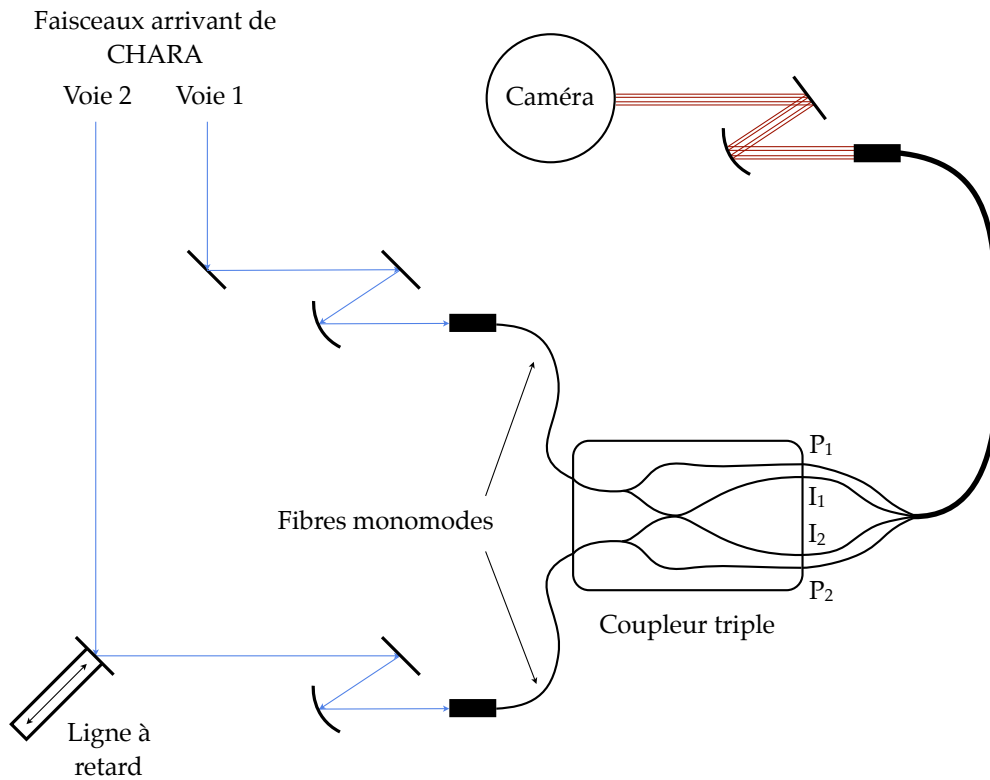 Faisceaux arrivant de
CHARA
Voie 2
Voie 1
Caméra
Fibres monomodes
P₁
I₁
I₂
P₂
Coupleur triple
Ligne à
retard